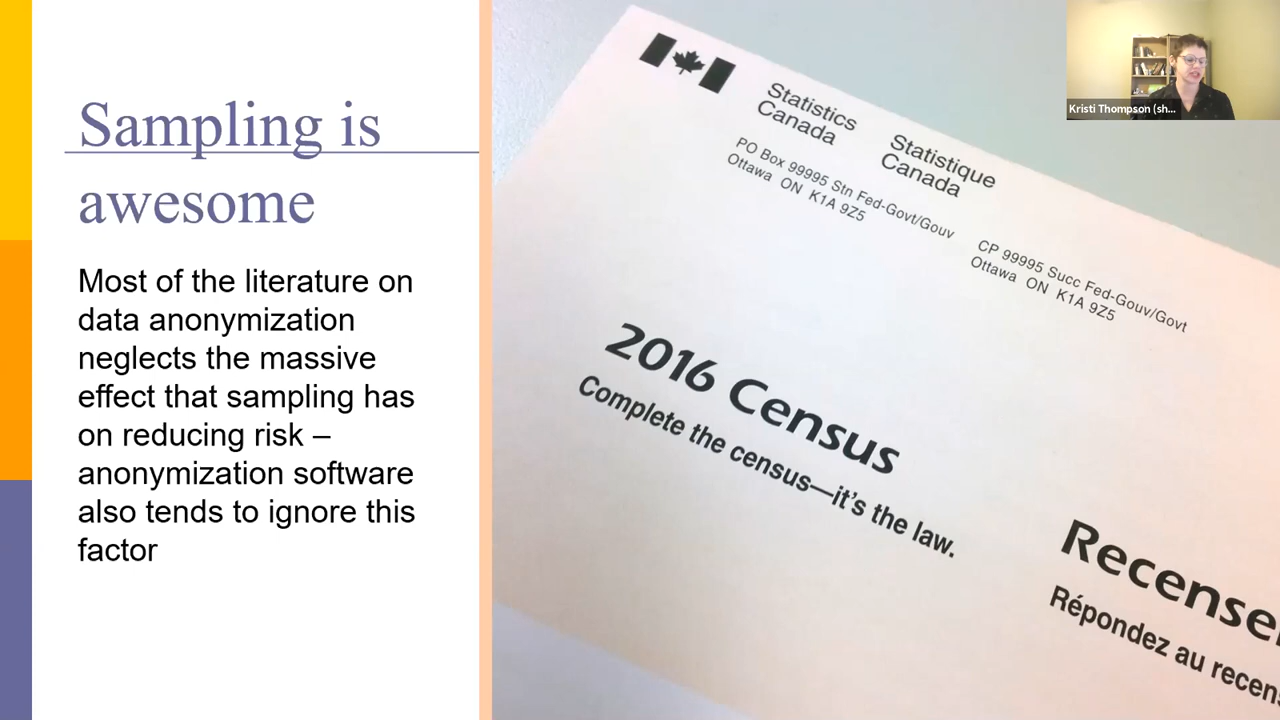 Sampling is
awesome
Most of the literature on
data anonymization
neglects the massive
effect that sampling has
on reducing risk –
anonymization software
also tends to ignore this
factor
Statistics
Canada
Statistique
Canada
PO Box 99995 Stn Fed-Govt/Gouv
Ottawa ON K1A 9Z5
CP 99995 Succ Fed-Gouv/Govt
Ottawa ON K1A 9Z5
2016 Census
Complete the census—it's the law.
Recense
Répondez au recen
Kristi Thompson (sh...